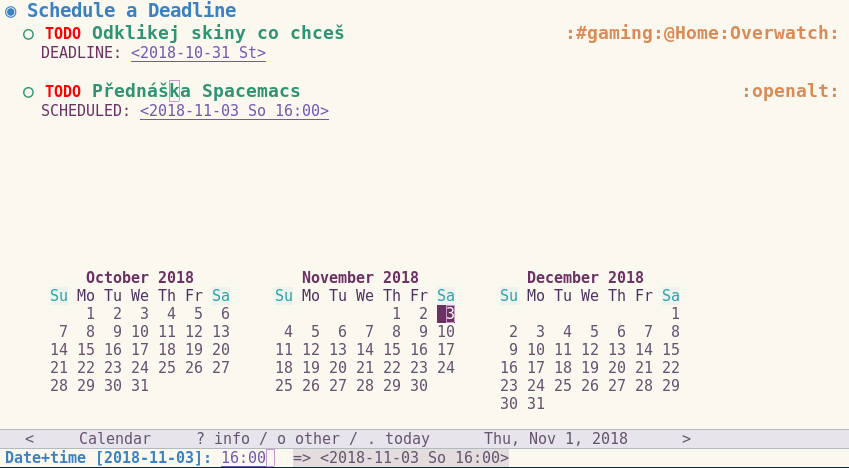 ◉ Schedule a Deadline
○ TODO Odklikej skiny co chceš :#gaming:@Home:Overwatch:
DEADLINE: <2018-10-31 St>
○ TODO Přednáška Spacemacs :openalt:
SCHEDULED: <2018-11-03 So 16:00>
October 2018 November 2018 December 2018
Su Mo Tu We Th Fr Sa Su Mo Tu We Th Fr Sa Su Mo Tu We Th Fr Sa
1 2 3 4 5 6 1 2 3 1
7 8 9 10 11 12 13 4 5 6 7 8 9 10 2 3 4 5 6 7 8
14 15 16 17 18 19 20 11 12 13 14 15 16 17 9 10 11 12 13 14 15
21 22 23 24 25 26 27 18 19 20 21 22 23 24 16 17 18 19 20 21 22
28 29 30 31 25 26 27 28 29 30 23 24 25 26 27 28 29
30 31
< Calendar ? info / o other / . today Thu, Nov 1, 2018 >
Date+time [2018-11-03]: 16:00 => <2018-11-03 So 16:00>